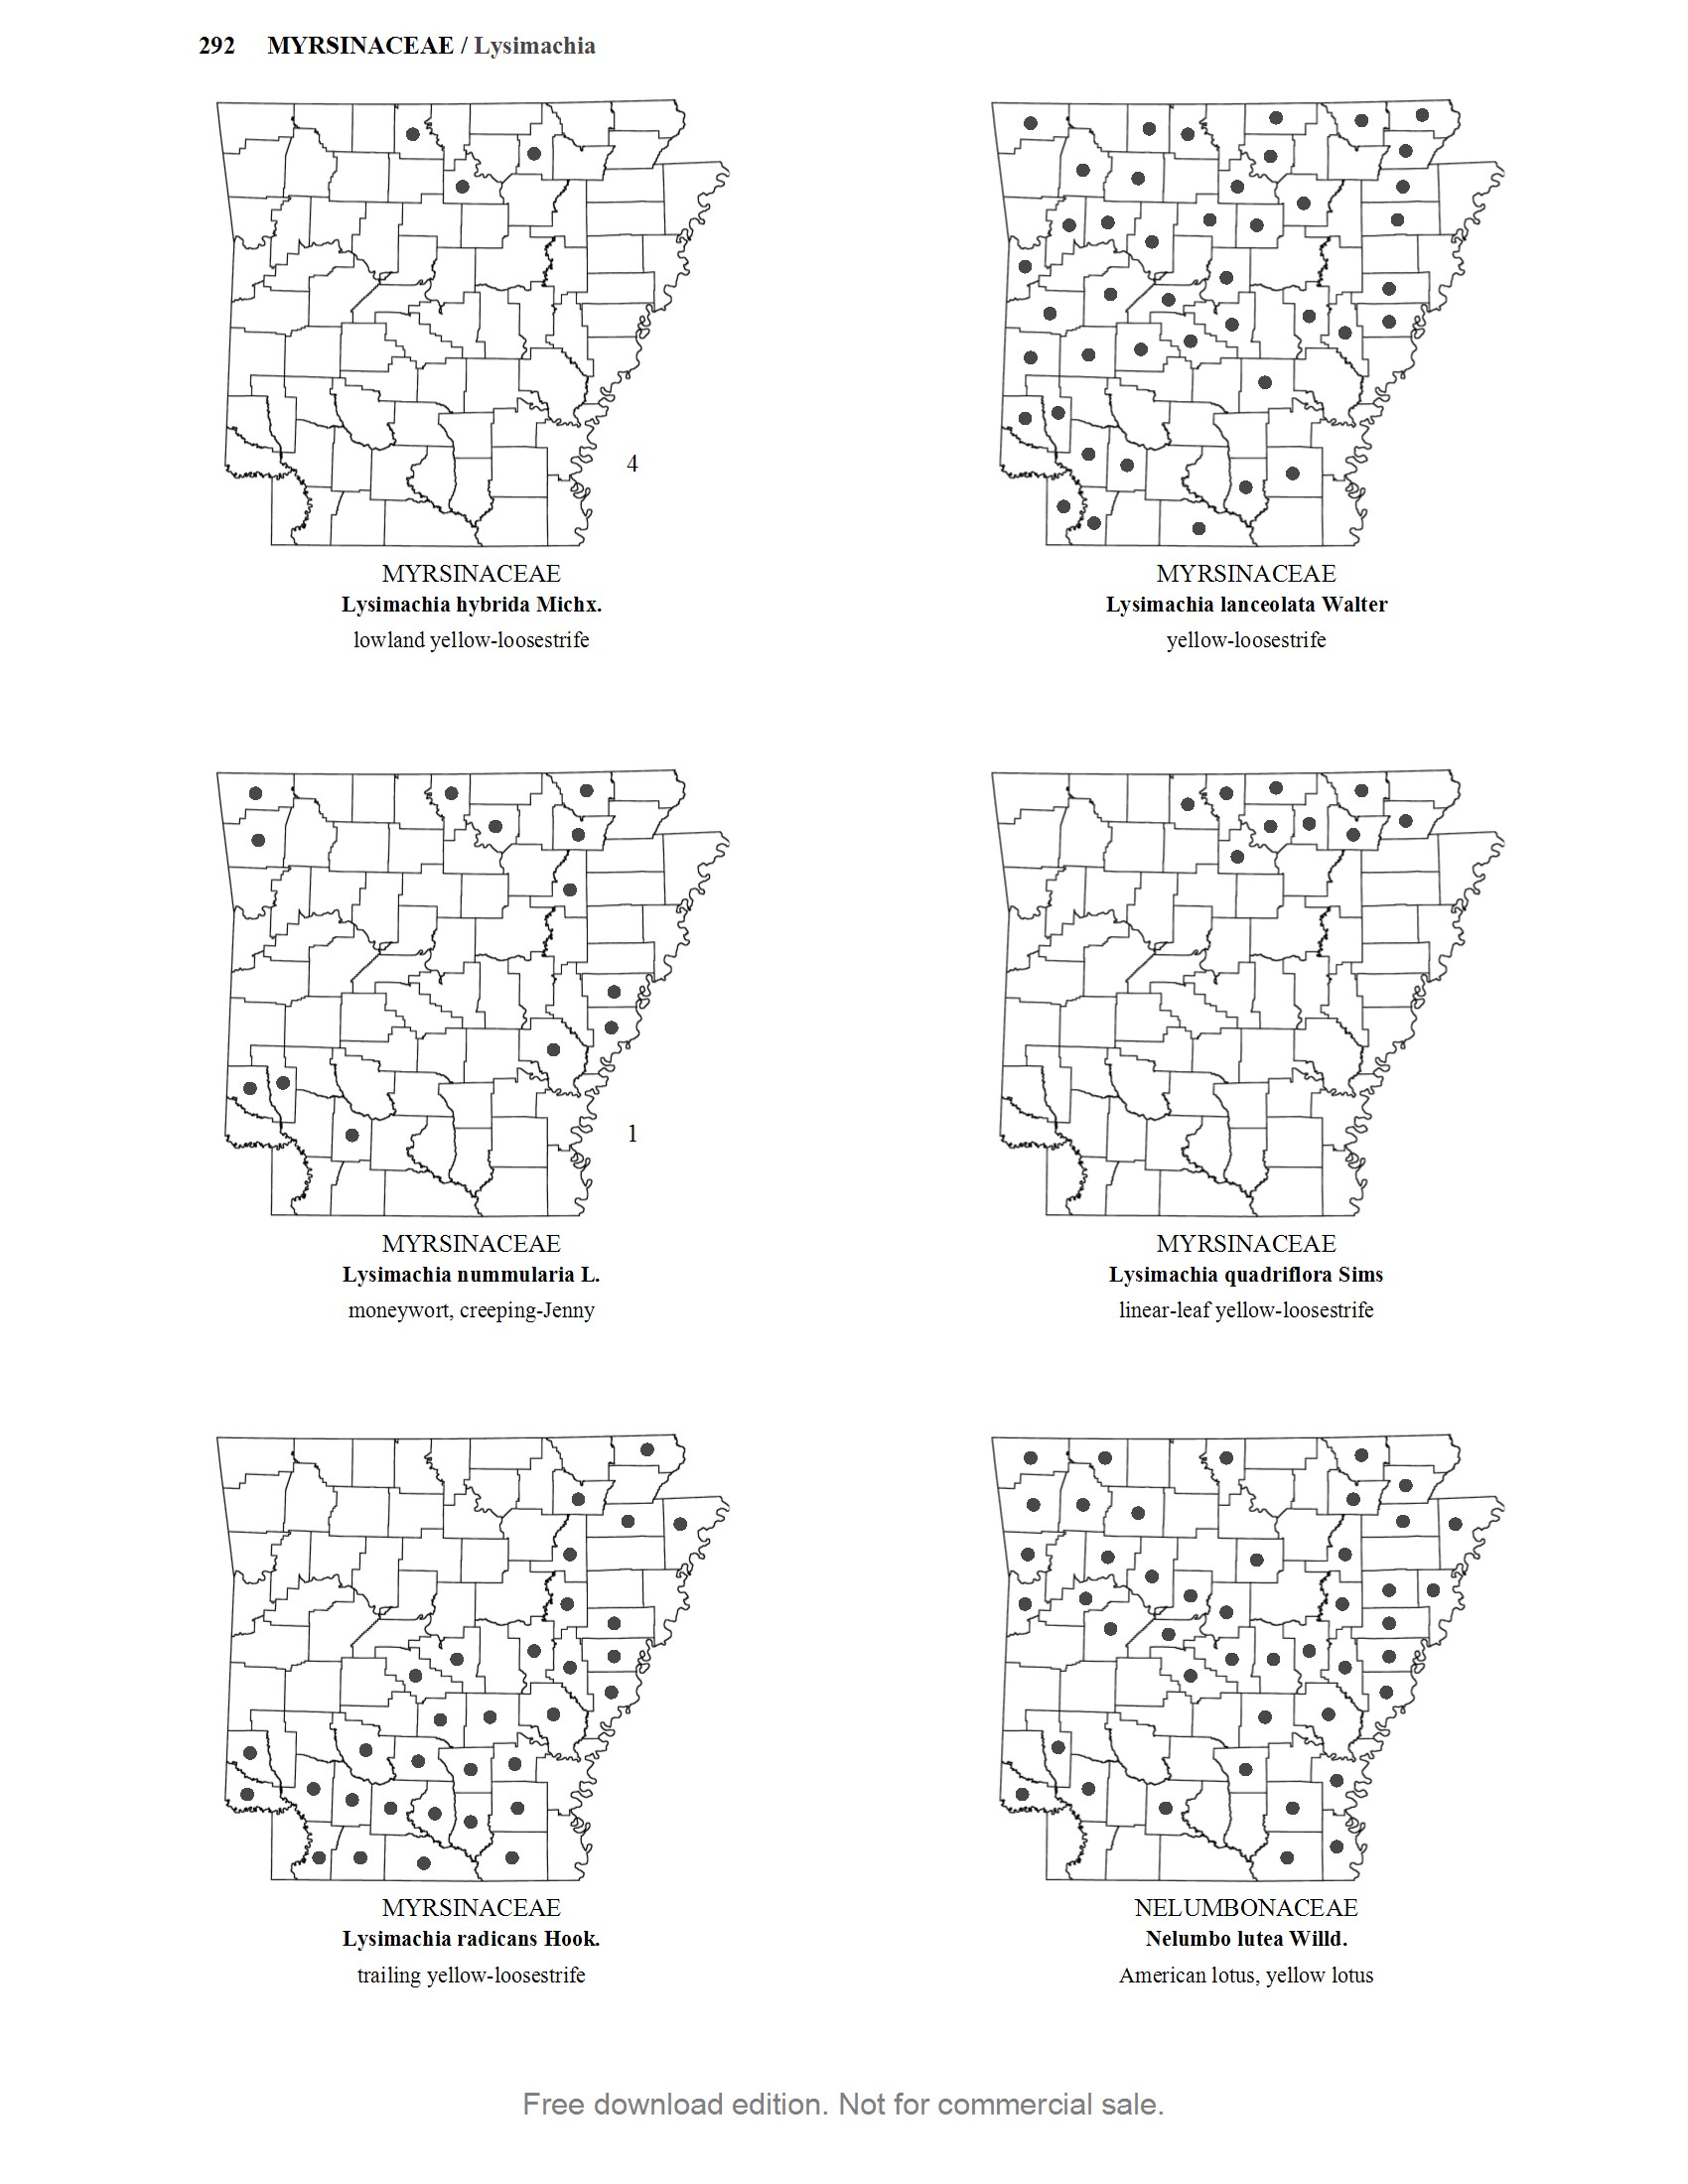 292 MYRSINACEAE / Lysimachia
4
MYRSINACEAE
Lysimachia hybrida Michx.
lowland yellow-loosestrife
MYRSINACEAE
Lysimachia lanceolata Walter
yellow-loosestrife
1
MYRSINACEAE
Lysimachia nummularia L.
moneywort, creeping-Jenny
MYRSINACEAE
Lysimachia quadriflora Sims
linear-leaf yellow-loosestrife
MYRSINACEAE
Lysimachia radicans Hook.
trailing yellow-loosestrife
NELUMBONACEAE
Nelumbo lutea Willd.
American lotus, yellow lotus
Free download edition. Not for commercial sale.